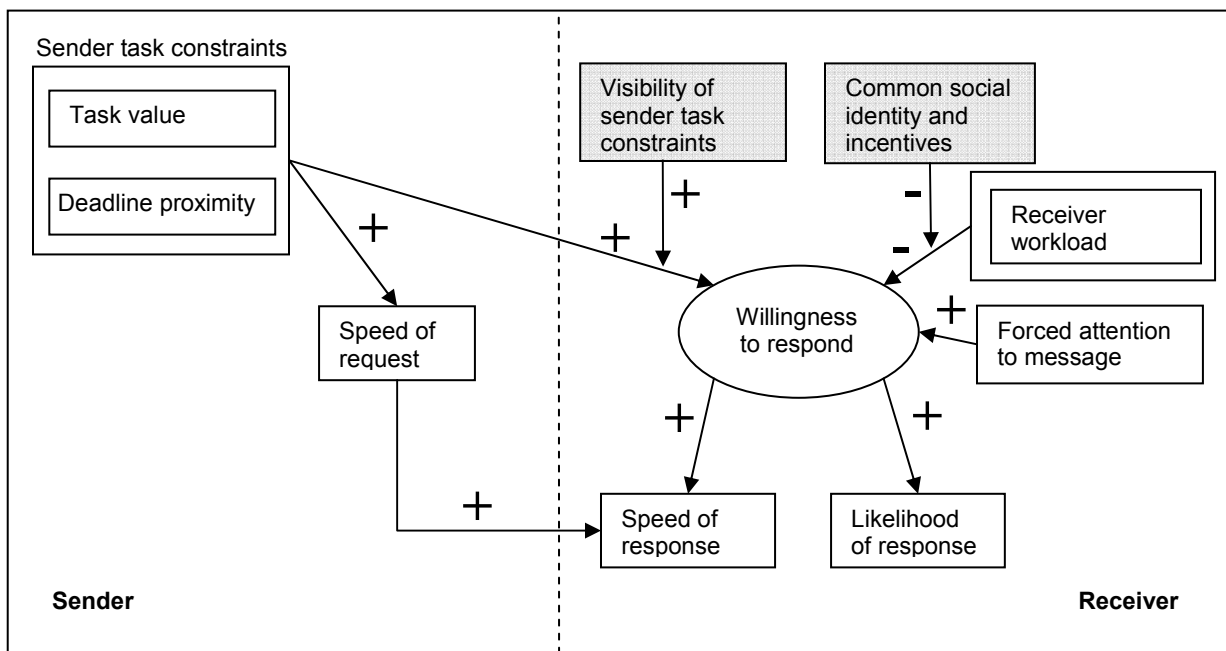 Sender task constraints
Task value
Deadline proximity
Visibility of
sender task
constraints
Common social
identity and
incentives
+
-
Receiver
workload
+
+
-
Speed of
request
Willingness
to respond
+
Forced attention
to message
+
+
+
Speed of
response
Likelihood
of response
Sender
Receiver